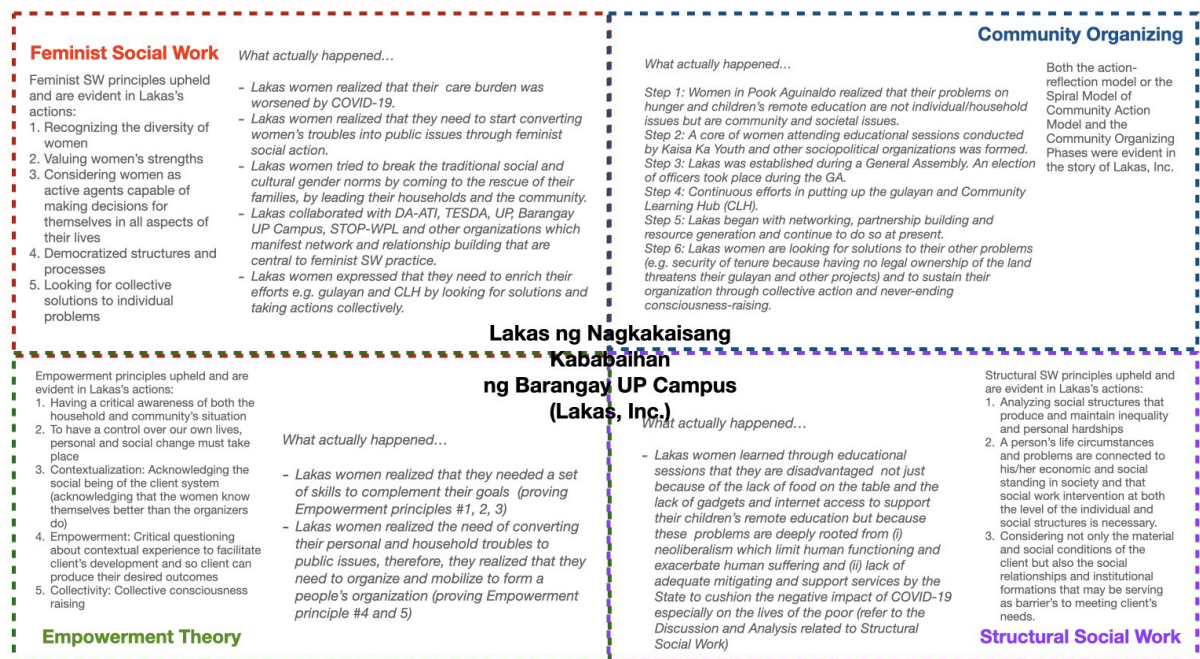 Feminist Social Work
Feminist SW principles upheld
and are evident in Lakas's
actions:
1. Recognizing the diversity of
women
2. Valuing women's strengths
3. Considering women as
active agents capable of
making decisions for
themselves in all aspects of
their lives
4. Democratized structures and
processes
5. Looking for collective
solutions to individual
problems
What actually happened...
- Lakas women realized that their care burden was
worsened by COVID-19.
- Lakas women realized that they need to start converting
women's troubles into public issues through feminist
social action.
- Lakas women tried to break the traditional social and
cultural gender norms by coming to the rescue of their
families, by leading their households and the community.
- Lakas collaborated with DA-ATI, TESDA, UP, Barangay
UP Campus, STOP-WPL and other organizations which
manifest network and relationship building that are
central to feminist SW practice.
- Lakas women expressed that they need to enrich their
efforts e.g. gulayan and CLH by looking for solutions and
taking actions collectively.
Community Organizing
What actually happened...
Step 1: Women in Pook Aguinaldo realized that their problems on
hunger and children's remote education are not individual/household
issues but are community and societal issues.
Step 2: A core of women attending educational sessions conducted
by Kaisa Ka Youth and other sociopolitical organizations was formed.
Step 3: Lakas was established during a General Assembly. An election
of officers took place during the GA.
Step 4: Continuous efforts in putting up the gulayan and Community
Learning Hub (CLH).
Step 5: Lakas began with networking, partnership building and
resource generation and continue to do so at present.
Step 6: Lakas women are looking for solutions to their other problems
(e.g. security of tenure because having no legal ownership of the land
threatens their gulayan and other projects) and to sustain their
organization through collective action and never-ending
consciousness-raising.
Both the action-
reflection model or the
Spiral Model of
Community Action
Model and the
Community Organizing
Phases were evident in
the story of Lakas, Inc.
Lakas ng Nagkakaisang
Kababaihan
ng Barangay UP Campus
(Lakas, Inc.)
Empowerment principles upheld and are
evident in Lakas's actions:
1. Having a critical awareness of both the
household and community's situation
2. To have a control over our own lives,
personal and social change must take
place
3. Contextualization: Acknowledging the
social being of the client system
(acknowledging that the women know
themselves better than the organizers
do)
4. Empowerment: Critical questioning
about contextual experience to facilitate
client's development and so client can
produce their desired outcomes
5. Collectivity: Collective consciousness
raising
Empowerment Theory
What actually happened...
- Lakas women realized that they needed a set
of skills to complement their goals (proving
Empowerment principles #1, 2, 3)
- Lakas women realized the need of converting
their personal and household troubles to
public issues, therefore, they realized that they
need to organize and mobilize to form a
people's organization (proving Empowerment
principle #4 and 5)
What actually happened...
- Lakas women learned through educational
sessions that they are disadvantaged not just
because of the lack of food on the table and the
lack of gadgets and internet access to support
their children's remote education but because
these problems are deeply rooted from (i)
neoliberalism which limit human functioning and
exacerbate human suffering and (ii) lack of
adequate mitigating and support services by the
State to cushion the negative impact of COVID-19
especially on the lives of the poor (refer to the
Discussion and Analysis related to Structural
Social Work)
Structural SW principles upheld and
are evident in Lakas's actions:
1. Analyzing social structures that
produce and maintain inequality
and personal hardships
2. A person's life circumstances
and problems are connected to
his/her economic and social
standing in society and that
social work intervention at both
the level of the individual and
social structures is necessary.
3. Considering not only the material
and social conditions of the
client but also the social
relationships and institutional
formations that may be serving
as barrier's to meeting client's
needs.
Structural Social Work